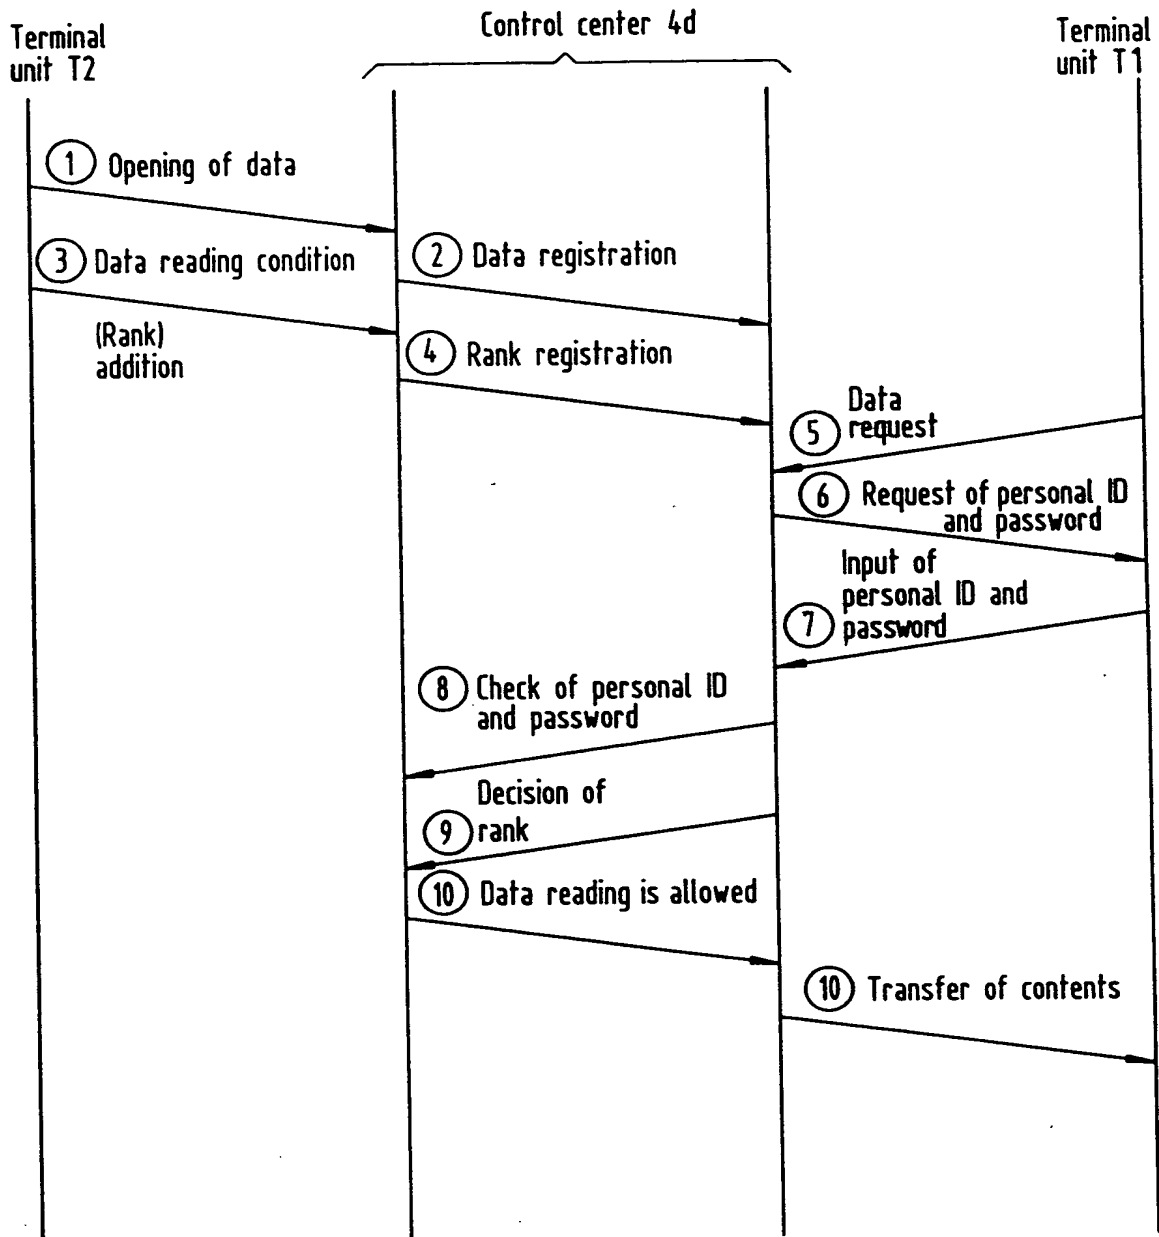 Terminal
unit T2
Control center 4d
Terminal
unit T1
1 Opening of data
3 Data reading condition
(Rank)
addition
2 Data registration
4 Rank registration
Data
5 request
6 Request of personal ID
and password
Input of
personal ID and
7 password
8 Check of personal ID
and password
Decision of
9 rank
10 Data reading is allowed
10 Transfer of contents